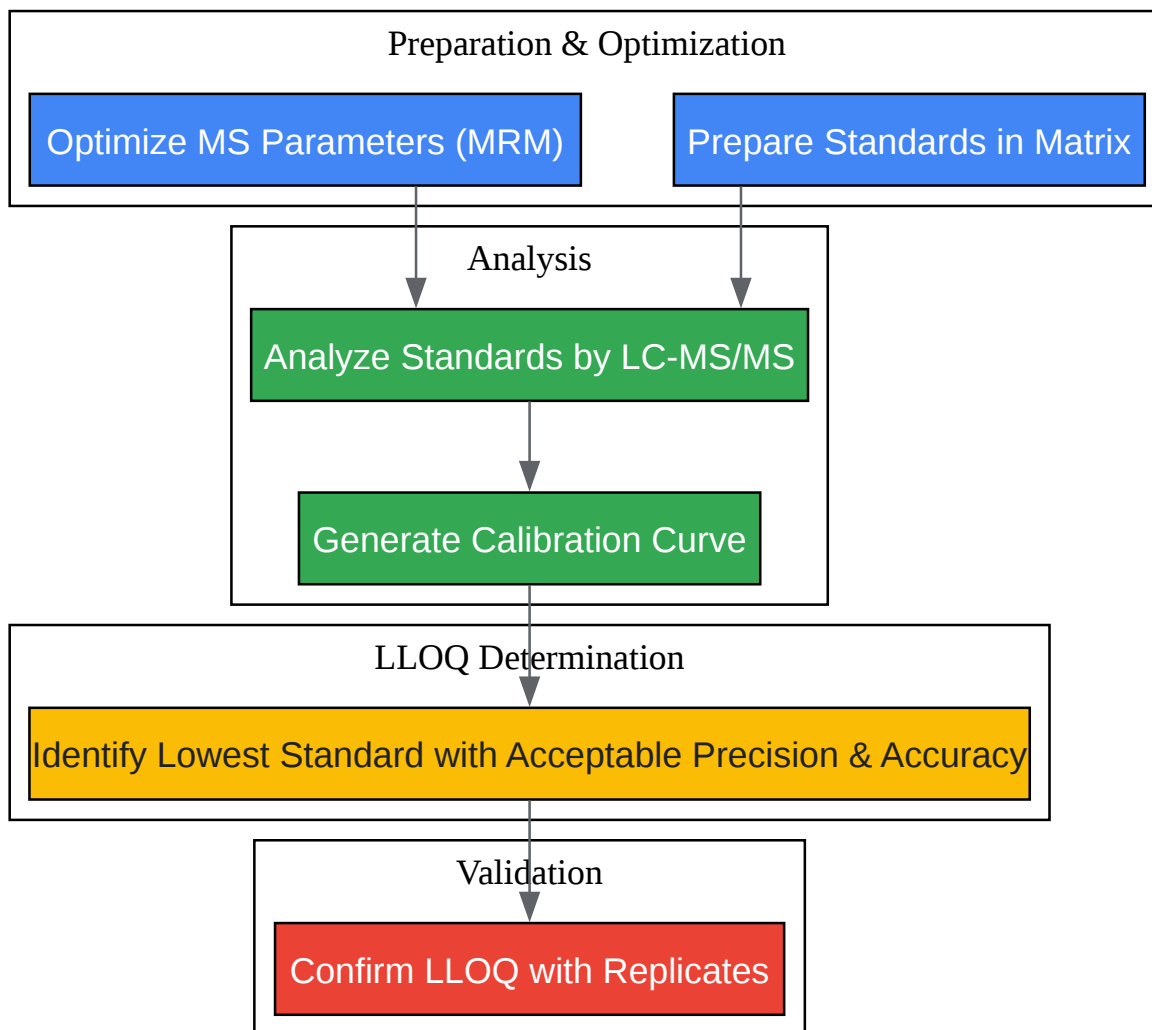 Preparation & Optimization
Optimize MS Parameters (MRM)
Prepare Standards in Matrix
Analysis
Analyze Standards by LC-MS/MS
Generate Calibration Curve
LLOQ Determination
Identify Lowest Standard with Acceptable Precision & Accuracy
Validation
Confirm LLOQ with Replicates